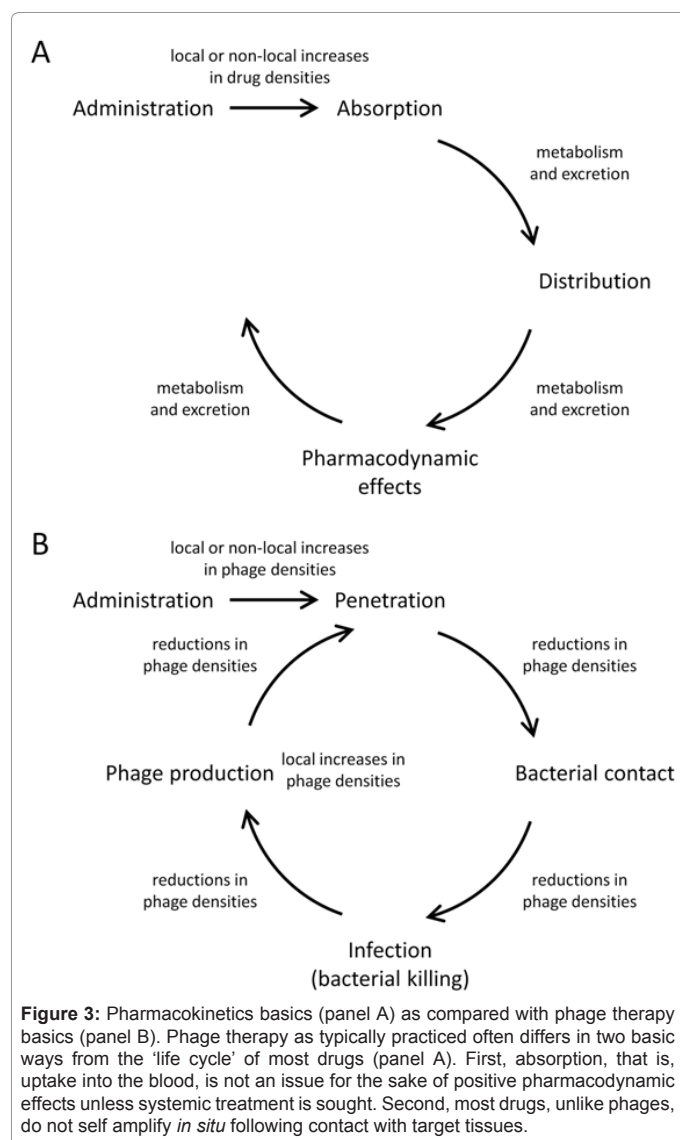 A
local or non-local increases
in drug densities
Administration
Absorption
metabolism
and excretion
Distribution
metabolism
and excretion
metabolism
and excretion
Pharmacodynamic
effects
B
local or non-local increases
in phage densities
Administration
Penetration
reductions in
phage densities
reductions in
phage densities
Phage production
local increases in
phage densities
Bacterial contact
reductions in
phage densities
reductions in
phage densities
Infection
(bacterial killing)
Figure 3: Pharmacokinetics basics (panel A) as compared with phage therapy
basics (panel B). Phage therapy as typically practiced often differs in two basic
ways from the ‘life cycle’ of most drugs (panel A). First, absorption, that is,
uptake into the blood, is not an issue for the sake of positive pharmacodynamic
effects unless systemic treatment is sought. Second, most drugs, unlike phages,
do not self amplify in situ following contact with target tissues.